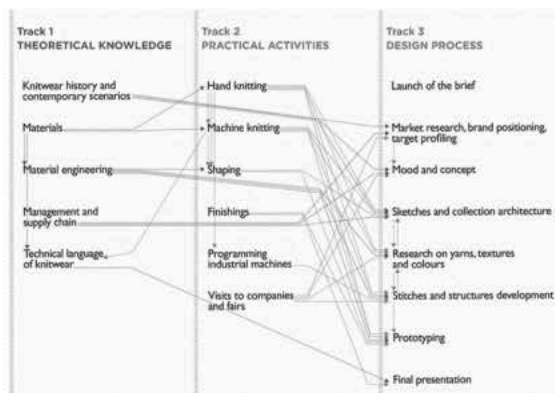 Track 1
THEORETICAL KNOWLEDGE
Knitwear history and
contemporary scenarios
Materials
Material engineering
Management and
supply chain
Technical language
of knitwear
Track 2
PRACTICAL ACTIVITIES
Hand knitting
Machine knitting
Shaping
Finishings
Programming
industrial machines
Visits to companies
and fairs
Track 3
DESIGN PROCESS
Launch of the brief
Market research, brand positioning,
target profiling
Mood and concept
Sketches and collection architecture
Research on yarns, textures
and colours
Stitches and structures development
Prototyping
Final presentation